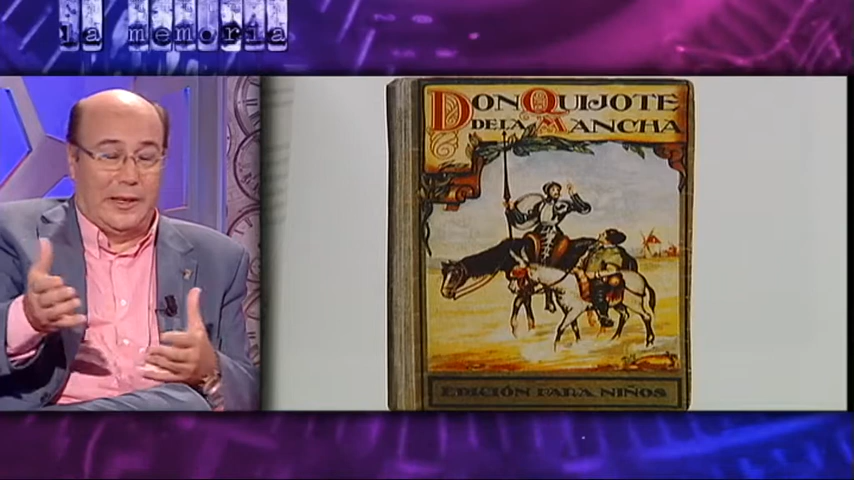 la memoria
DON QUIJOTE
DE LA MANCHA
EDICIÓN PARA NIÑOS